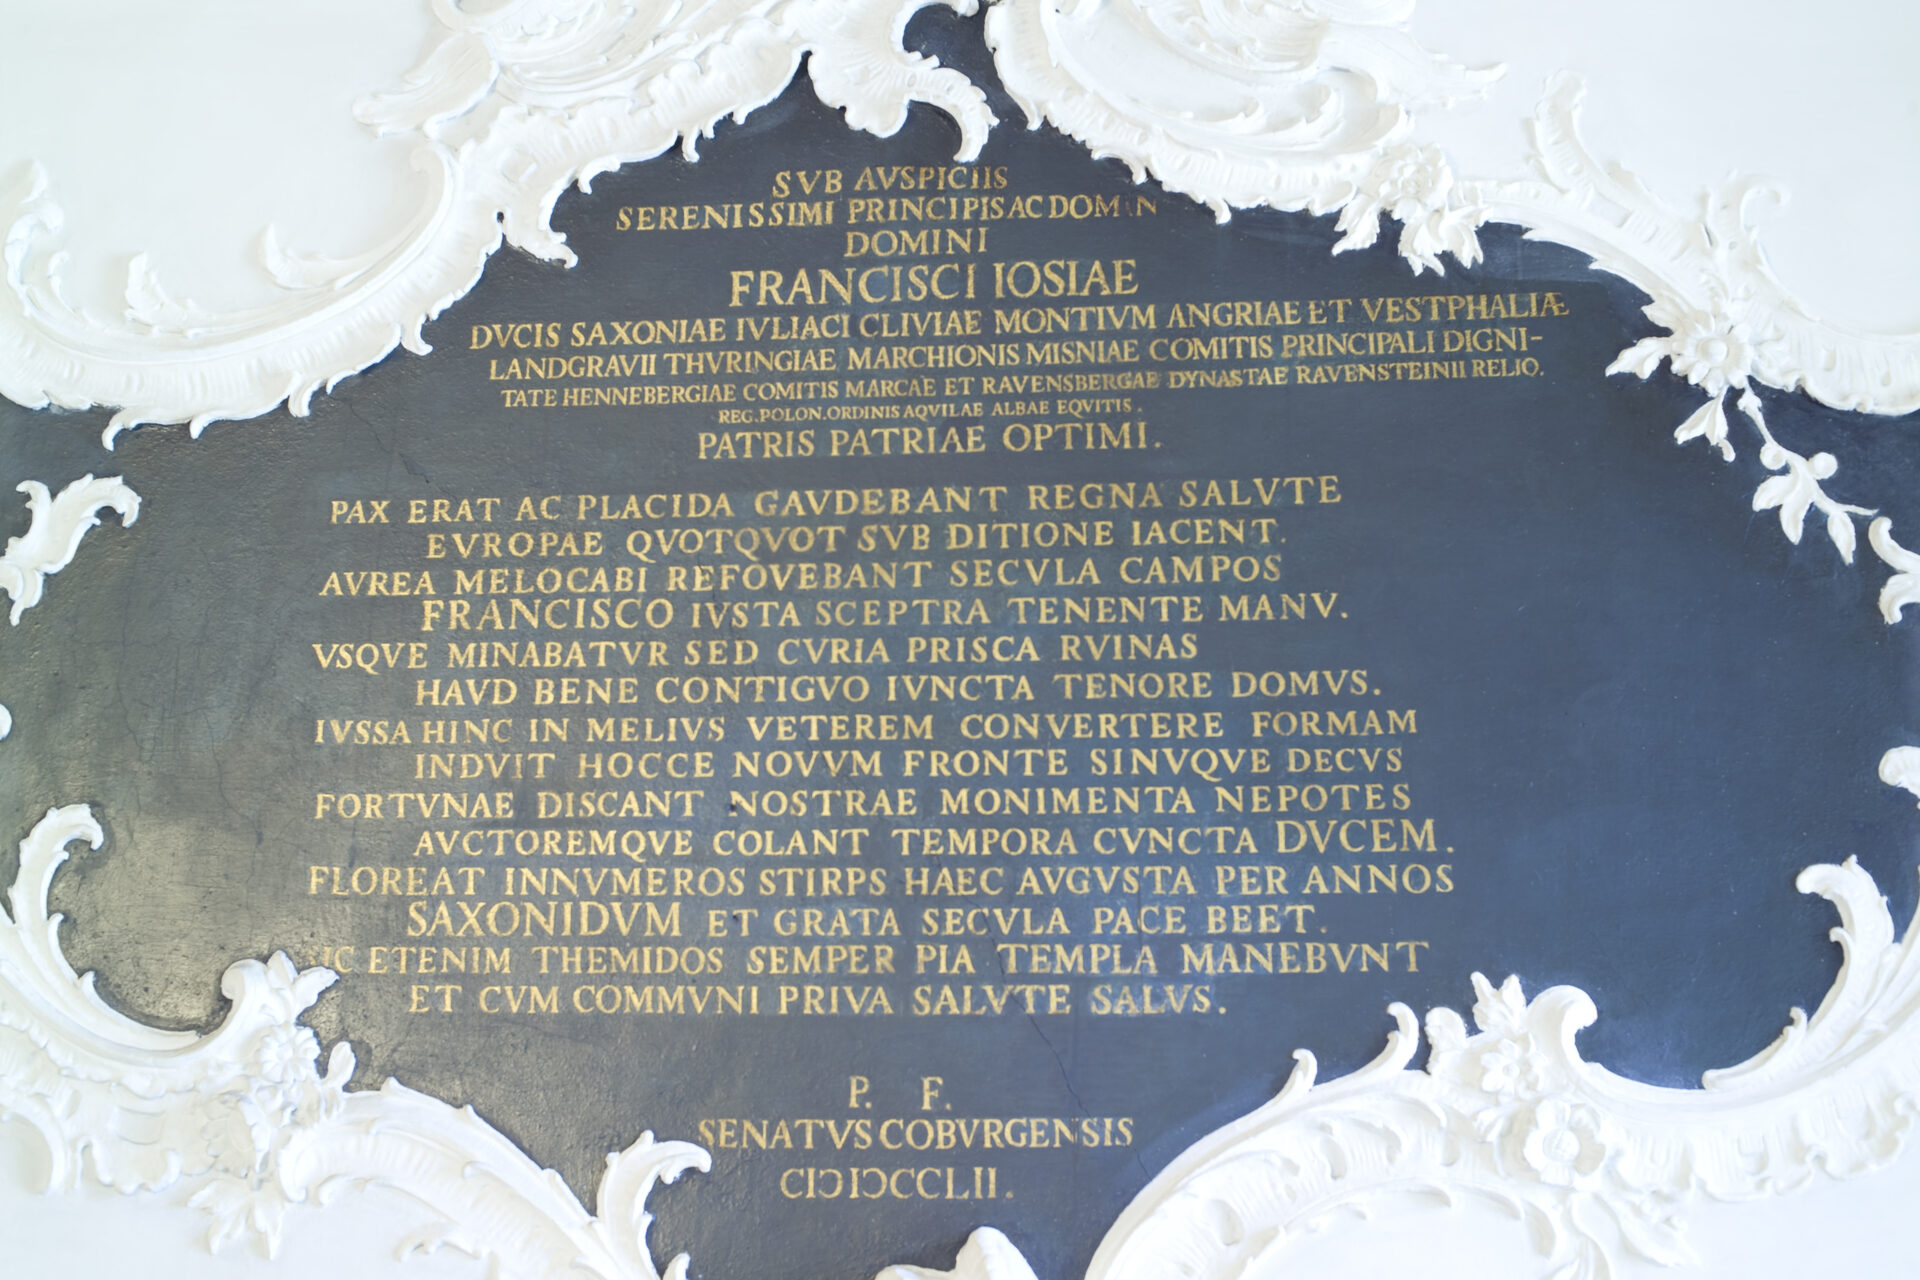 SVB AVSPICIIS
SERENISSIMI PRINCIPIS AC DOMIN
DOMINI
FRANCISCI IOSIAE
DVCIS SAXONIAE IVLIACI CLIVIAE MONTIVM ANGRIAE ET VESTPHALIÆ
LANDGRAVII THVRINGIAE MARCHIONIS MISNIAE COMITIS PRINCIPALI DIGNI-
TATE HENNEBERGIAE COMITIS MARCAE ET RAVENSBERGAE DYNASTAE RAVENSTEINII RELIQ.
REG. POLON. ORDINIS AQVILAE ALBAE EQVITIS.
PATRIS PATRIAE OPTIMI.
PAX ERAT AC PLACIDA GAVDEBANT REGNA SALVTE
EVROPAE QVOTQVOT SVB DITIONE IACENT.
AVREA MELOCABI REFOVEBANT SECVLA CAMPOS
FRANCISCO IVSTA SCEPTRA TENENTE MANV.
VSQVE MINABATVR SED CVRIA PRISCA RVINAS
HAVD BENE CONTIGVO IVNCTA TENORE DOMVS.
IVSSA HINC IN MELIVS VETEREM CONVERTERE FORMAM
INDVIT HOCCE NOVVM FRONTE SINVQVE DECVS
FORTVNAE DISCANT NOSTRAE MONIMENTA NEPOTES
AVCTOREMQVE COLANT TEMPORA CVNCTA DVCEM.
FLOREAT INNVMEROS STIRPS HAEC AVGVSTA PER ANNOS
SAXONIDVM ET GRATA SECVLA PACE BEET.
IC ETENIM THEMIDOS SEMPER PIA TEMPLA MANEBVNT
ET CVM COMMVNI PRIVA SALVTE SALVS.
P. F.
SENATVS COBVRGENSIS
CIƆIƆCCLII.